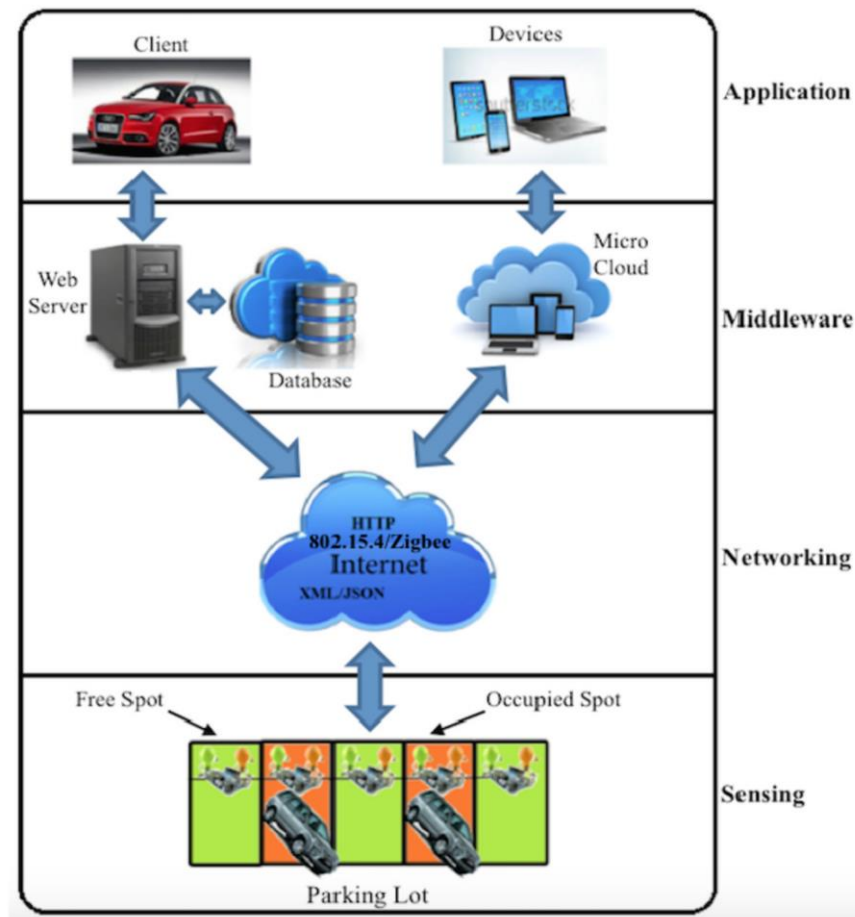 Client
Devices
shutterstock
Application
Web
Server
Database
Micro
Cloud
Middleware
HTTP
802.15.4/Zigbee
Internet
XML/JSON
Networking
Free Spot
Occupied Spot
Sensing
Parking Lot